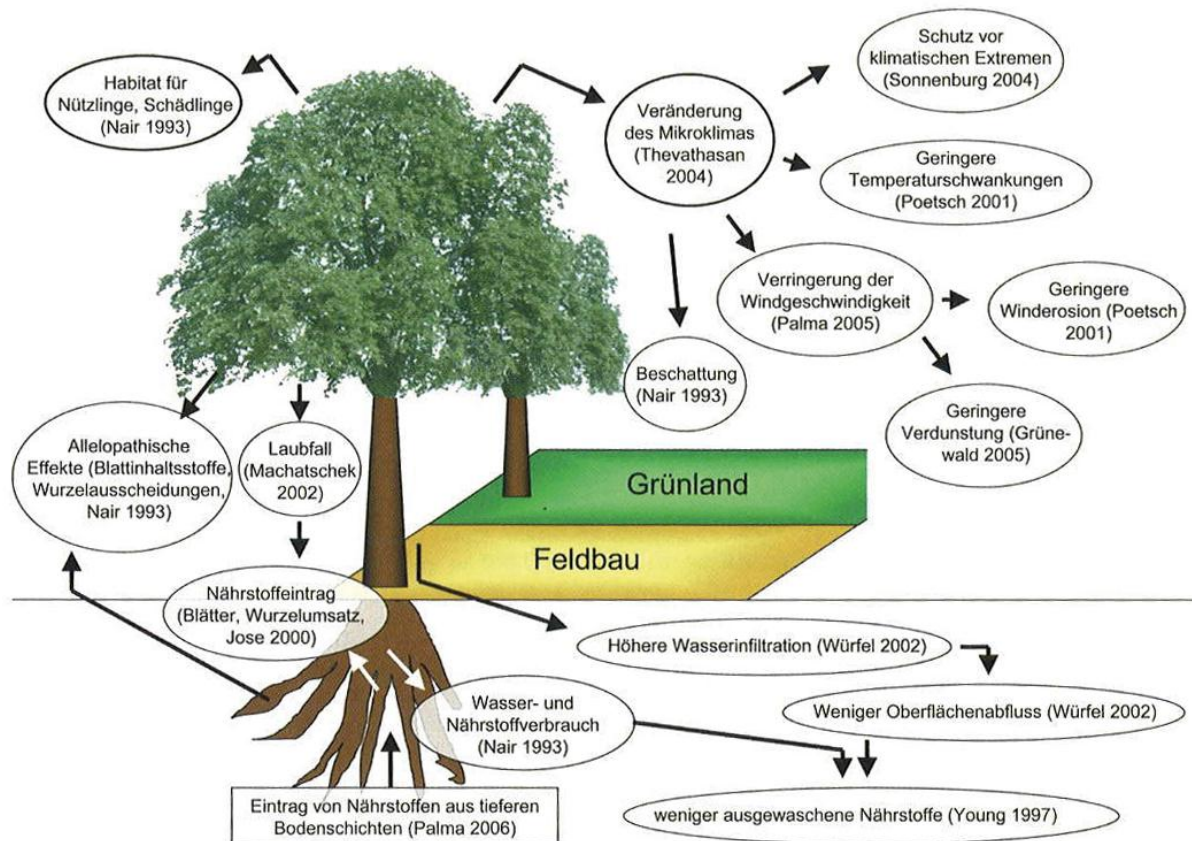 Habitat für
Nützlinge, Schädlinge
(Nair 1993)
Veränderung
des Mikroklimas
(Thevathasan
2004)
Schutz vor
klimatischen Extremen
(Sonnenburg 2004)
Geringere
Temperaturschwankungen
(Poetsch 2001)
Verringerung der
Windgeschwindigkeit
(Palma 2005)
Geringere
Winderosion (Poetsch
2001)
Beschattung
(Nair 1993)
Geringere
Verdunstung (Grüne-
wald 2005)
Allelopathische
Effekte (Blattinhaltsstoffe,
Wurzelausscheidungen,
Nair 1993)
Laubfall
(Machatschek
2002)
Grünland
Feldbau
Nährstoffeintrag
(Blätter, Wurzelumsatz,
Jose 2000)
Höhere Wasserinfiltration (Würfel 2002)
Wasser- und
Nährstoffverbrauch
(Nair 1993)
Weniger Oberflächenabfluss (Würfel 2002)
Eintrag von Nährstoffen aus tieferen
Bodenschichten (Palma 2006)
weniger ausgewaschene Nährstoffe (Young 1997)